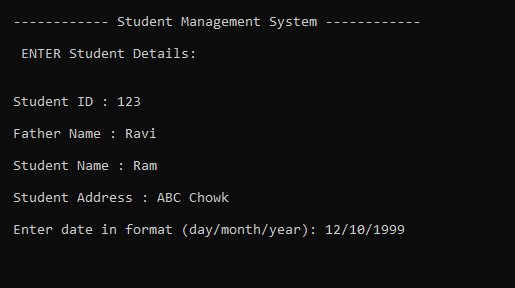 ------------ Student Management System ------------
ENTER Student Details:
Student ID : 123
Father Name : Ravi
Student Name : Ram
Student Address : ABC Chowk
Enter date in format (day/month/year): 12/10/1999